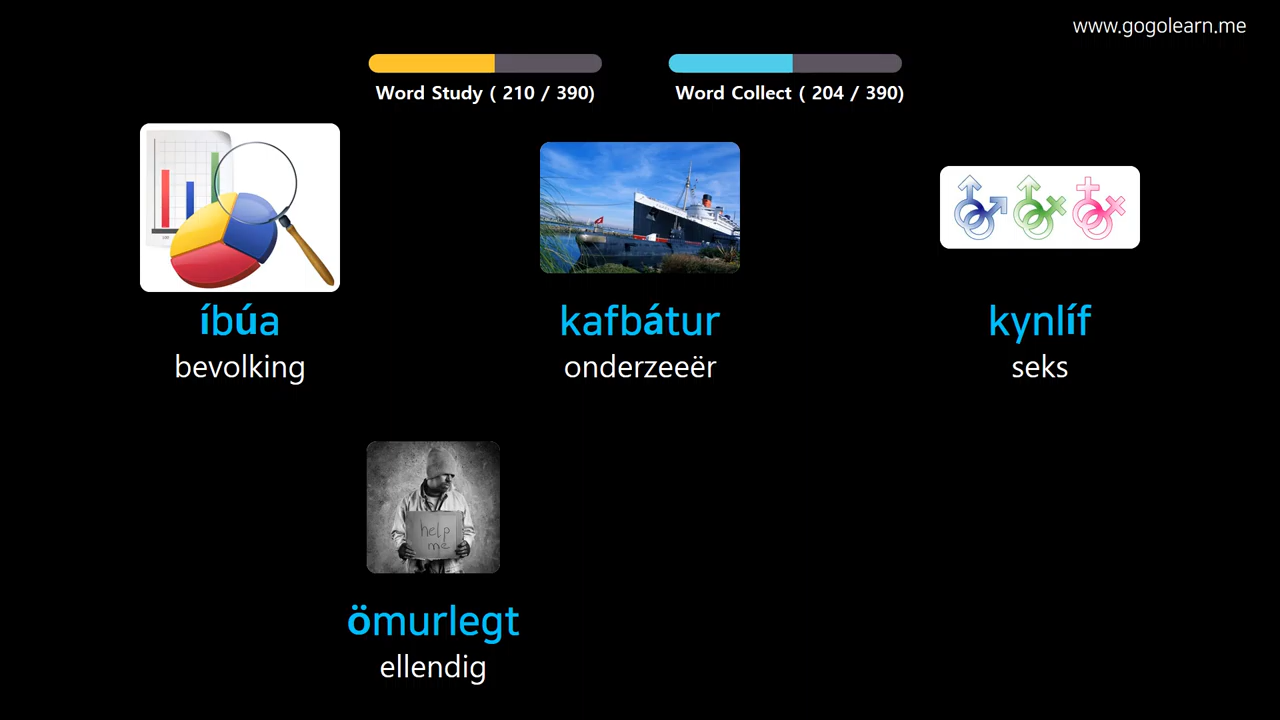 www.gogolearn.me
Word Study ( 210 / 390)
Word Collect ( 204 / 390)
íbúa
bevolking
kafbátur
onderzeeër
kynlíf
seks
help
me
ömurlegt
ellendig